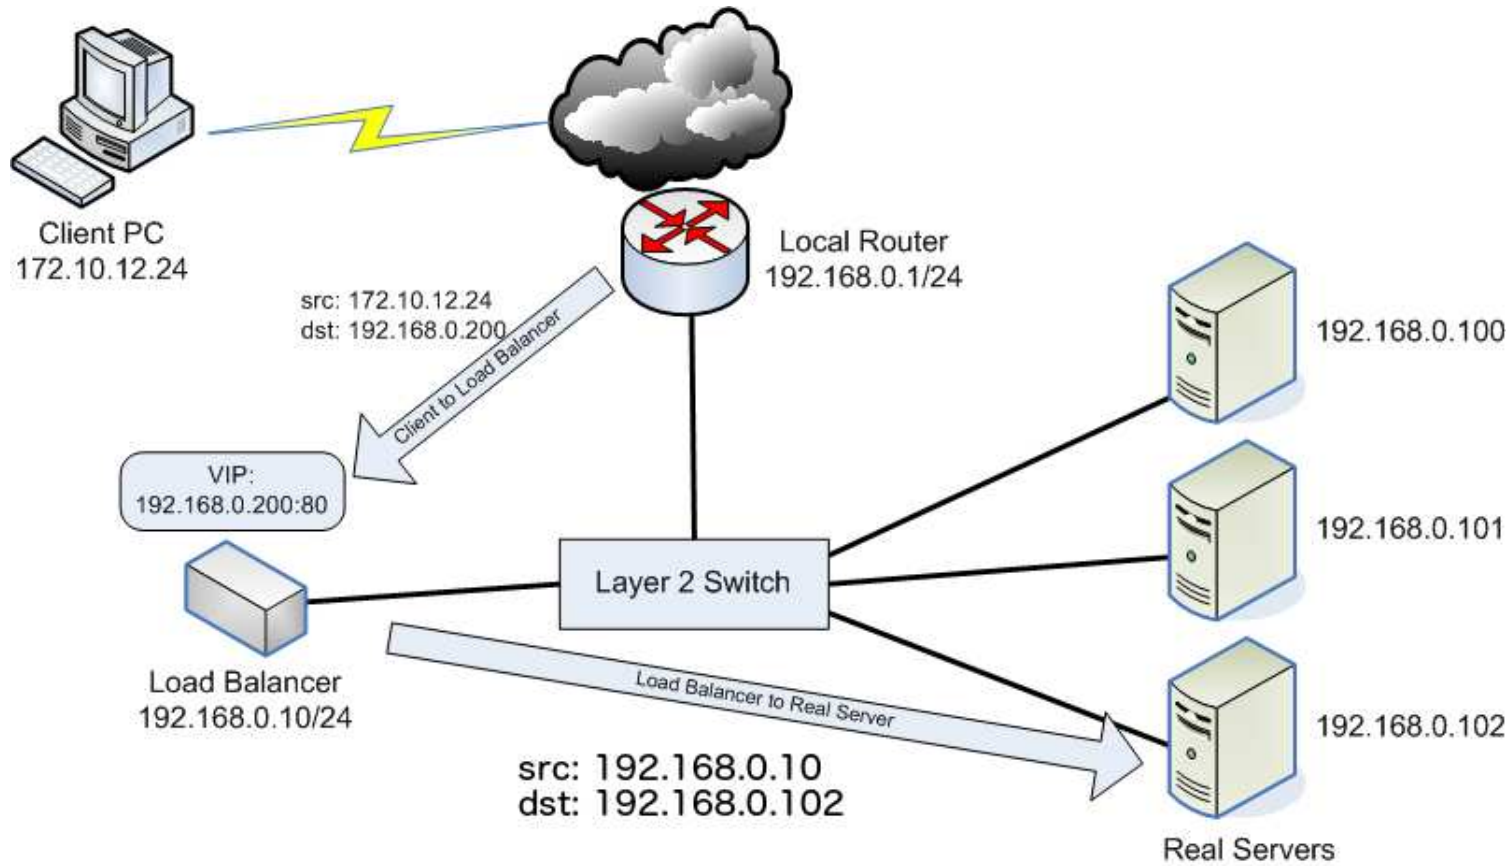 Client PC
172.10.12.24
Local Router
192.168.0.1/24
src: 172.10.12.24
dst: 192.168.0.200
Client to Load Balancer
192.168.0.100
VIP:
192.168.0.200:80
192.168.0.101
Layer 2 Switch
Load Balancer
192.168.0.10/24
Load Balancer to Real Server
192.168.0.102
src: 192.168.0.10
dst: 192.168.0.102
Real Servers